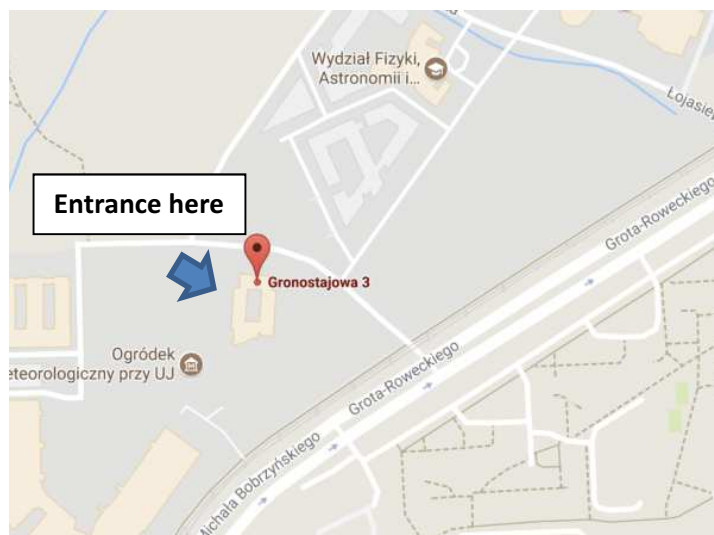 Wydział Fizyki,
Astronomii i...
Łojasie
Entrance here
Grota-Roweckiego
Gronostajowa 3
Ogródek
eteorologiczny przy UJ
Grota-Roweckiego
Michała Bobrzyńskiego